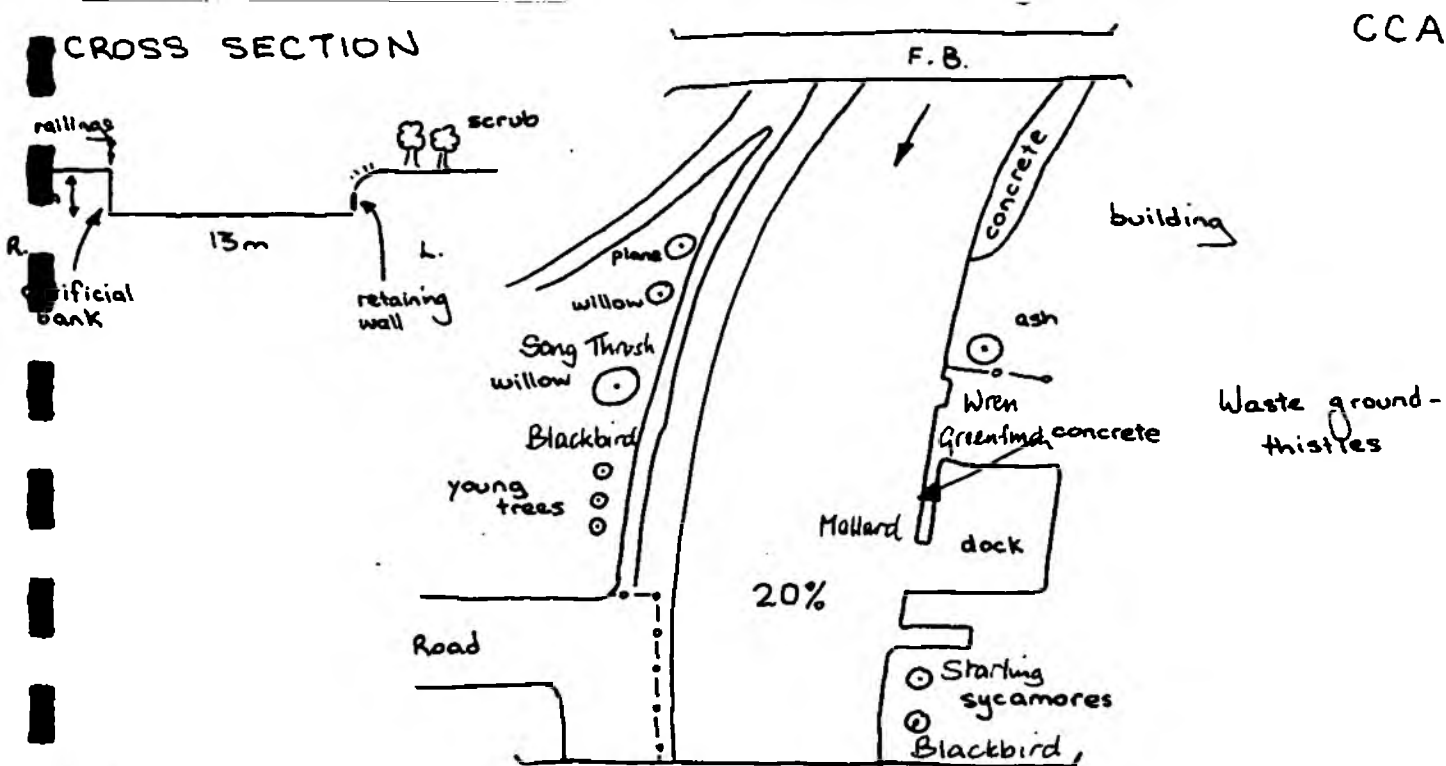 CROSS SECTION
CCA
F. B.
railings
scrub
concrete
building
13m
R.
L.
plane
willow
retaining
wall
bank
ash
Song Thrush
willow
Wren
Waste ground-
thistles
Blackbird
Greenfinch
concrete
young
trees
Mallard
dock
20%
Road
Starling
sycamores
Blackbird